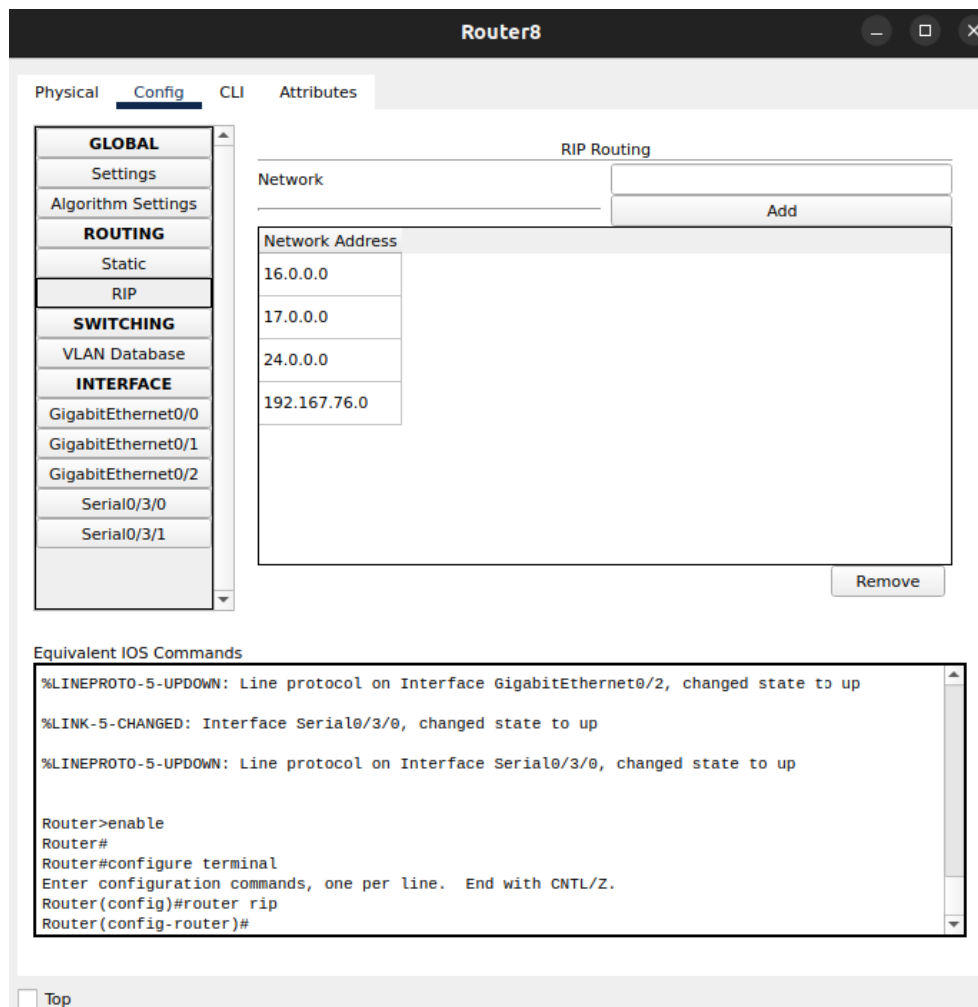 Router8
Physical Config CLI Attributes
GLOBAL
Settings
Algorithm Settings
ROUTING
Static
RIP
SWITCHING
VLAN Database
INTERFACE
GigabitEthernet0/0
GigabitEthernet0/1
GigabitEthernet0/2
Serial0/3/0
Serial0/3/1
RIP Routing
Network
Add
Network Address
16.0.0.0
17.0.0.0
24.0.0.0
192.167.76.0
Remove
Equivalent IOS Commands
%LINEPROTO-5-UPDOWN: Line protocol on Interface GigabitEthernet0/2, changed state to up
%LINK-5-CHANGED: Interface Serial0/3/0, changed state to up
%LINEPROTO-5-UPDOWN: Line protocol on Interface Serial0/3/0, changed state to up
Router>enable
Router#
Router#configure terminal
Enter configuration commands, one per line.  End with CNTL/Z.
Router(config)#router rip
Router(config-router)#
Top